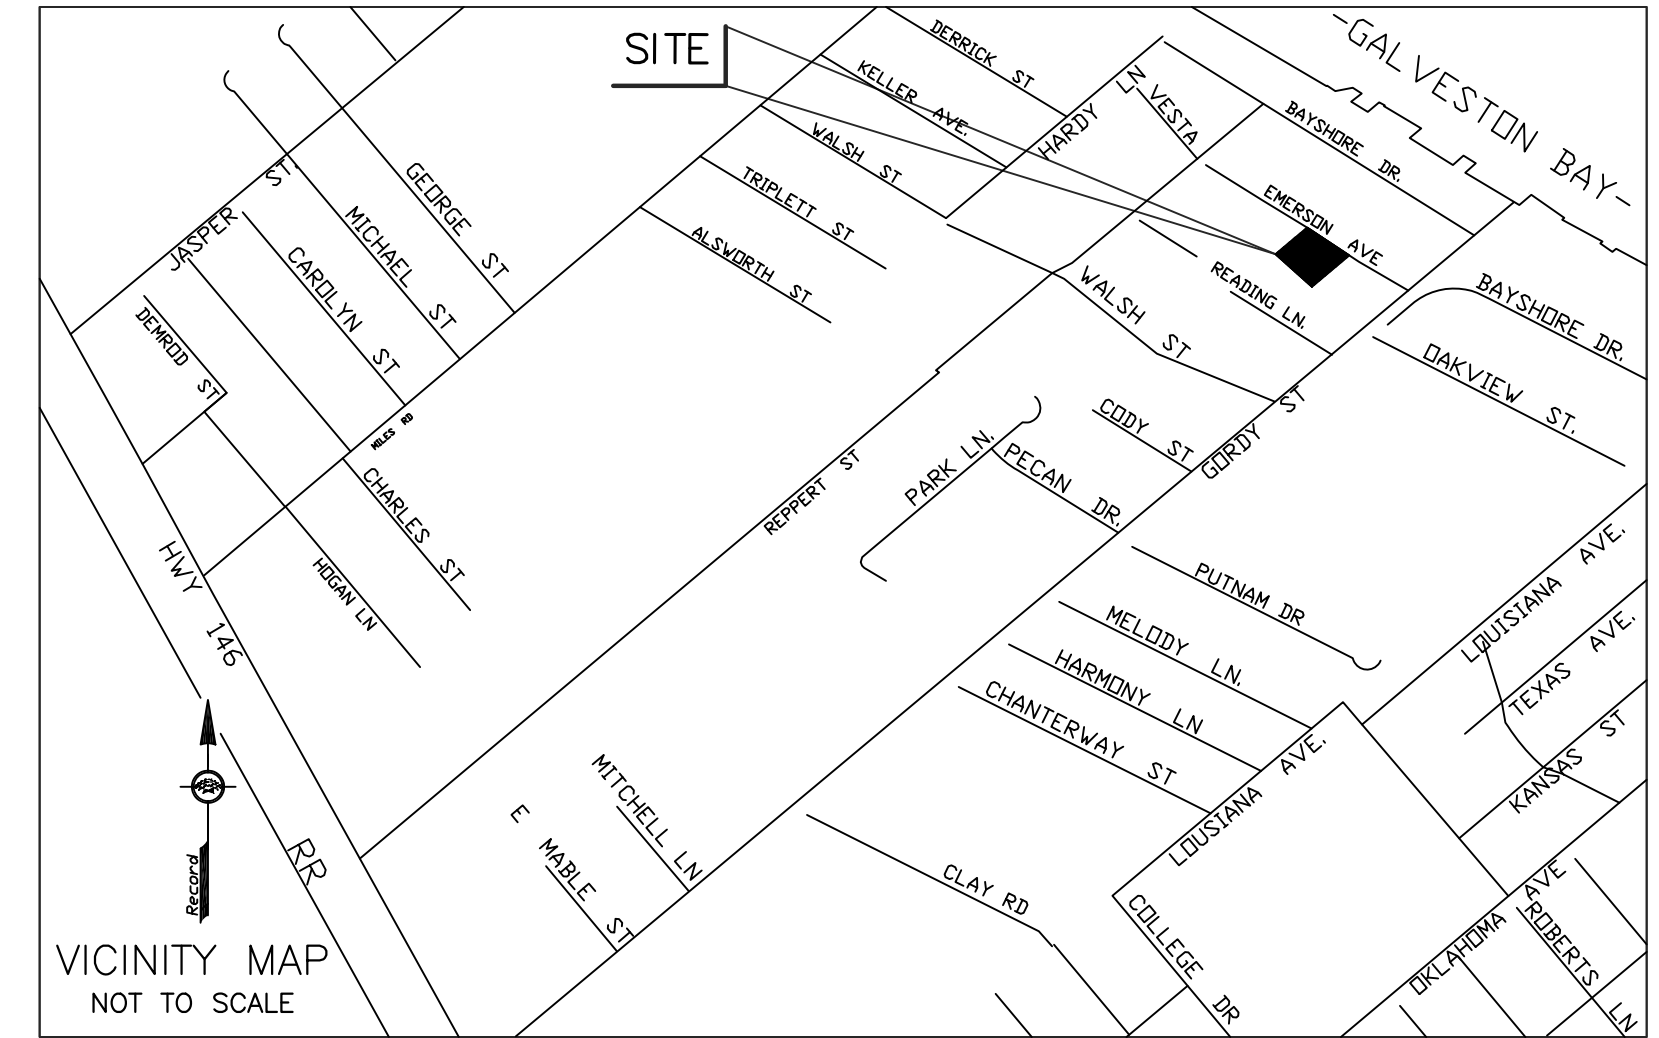 SITE
-GALVESTON BAY-
DERRICK ST
KELLER AVE.
WALSH ST
TRIPLETT ST
ALSWORTH ST
HARDY LN
VESTA
BAYSHORE DR.
EMERSON AVE
READING LN.
WALSH ST
BAYSHORE DR.
OAKVIEW ST.
GEORGE ST
MICHAEL ST
CAROLYN ST
JASPER ST.
DEMROD ST
MILES RD
CHARLES ST
HOGAN LN
HWY 146
REPPERT ST
PARK LN.
PECAN DR.
CODY ST
GORDY ST
PUTNAM DR
MELODY LN.
HARMONY LN
CHANTERWAY ST
LOUISIANA AVE.
TEXAS AVE.
KANSAS ST
LOUSIANA AVE.
MITCHELL LN
E MABLE ST
CLAY RD
COLLEGE DR
OKLAHOMA AVE
ROBERTS LN
RR
Record
VICINITY MAP
NOT TO SCALE